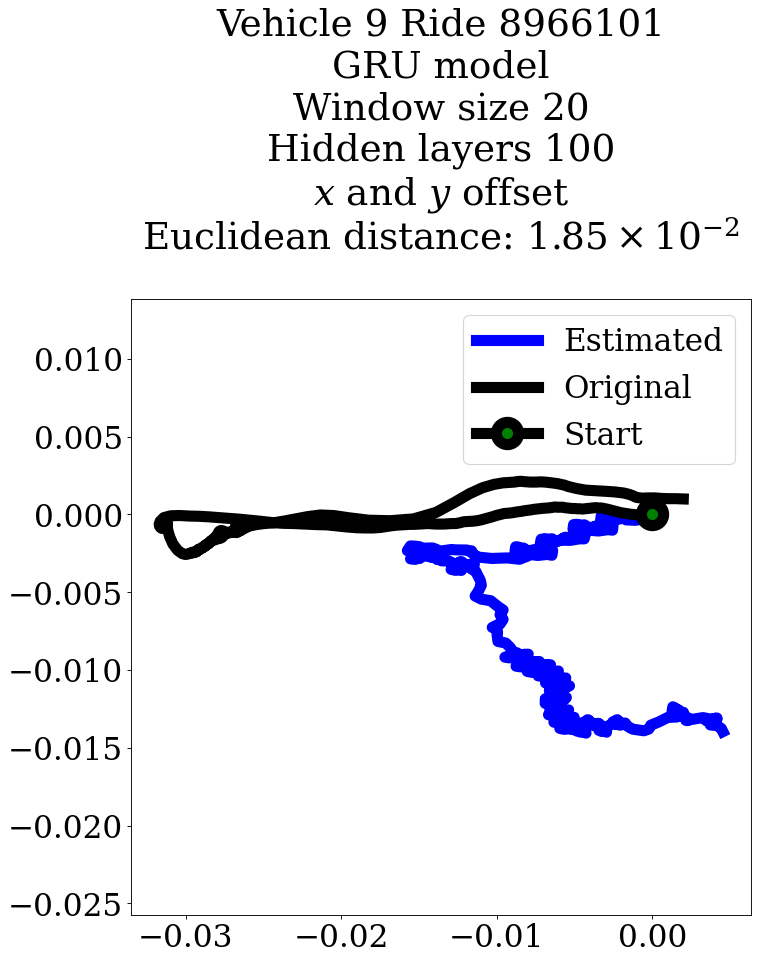 Vehicle 9 Ride 8966101
GRU model
Window size 20
Hidden layers 100
x and y offset
Euclidean distance: 1.85 × 10⁻²
Estimated
Original
Start
0.010
0.005
0.000
−0.005
−0.010
−0.015
−0.020
−0.025
−0.03 −0.02 −0.01 0.00